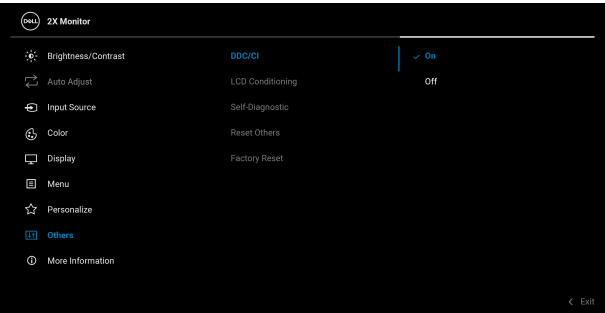 DELL 2X Monitor
Brightness/Contrast DDC/CI On
Auto Adjust LCD Conditioning Off
Input Source Self-Diagnostic
Color Reset Others
Display Factory Reset
Menu
Personalize
Others
More Information
Exit